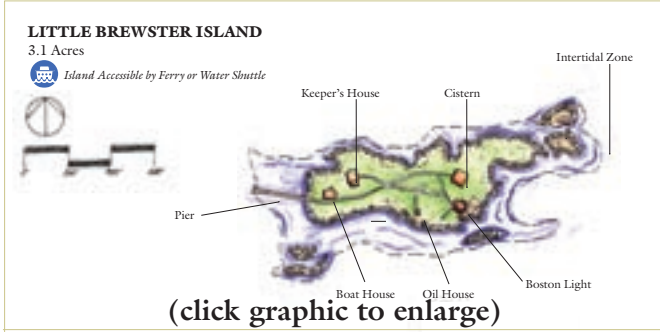 LITTLE BREWSTER ISLAND
3.1 Acres
Island Accessible by Ferry or Water Shuttle
Intertidal Zone
Keeper's House
Cistern
Pier
Boat House
Oil House
Boston Light
(click graphic to enlarge)